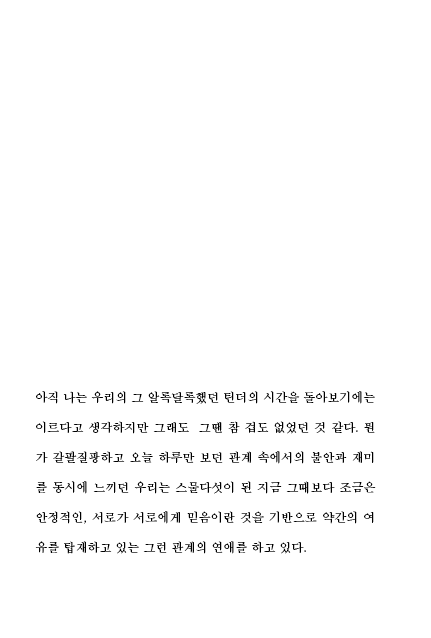 아직 나는 우리의 그 알록달록했던 틴더의 시간을 돌아보기에는
이르다고 생각하지만 그래도  그땐 참 겁도 없었던 것 같다. 뭔
가 갈팔질팡하고 오늘 하루만 보던 관계 속에서의 불안과 재미
를 동시에 느끼던 우리는 스물다섯이 된 지금 그때보다 조금은
안정적인, 서로가 서로에게 믿음이란 것을 기반으로 약간의 여
유를 탑재하고 있는 그런 관계의 연애를 하고 있다.